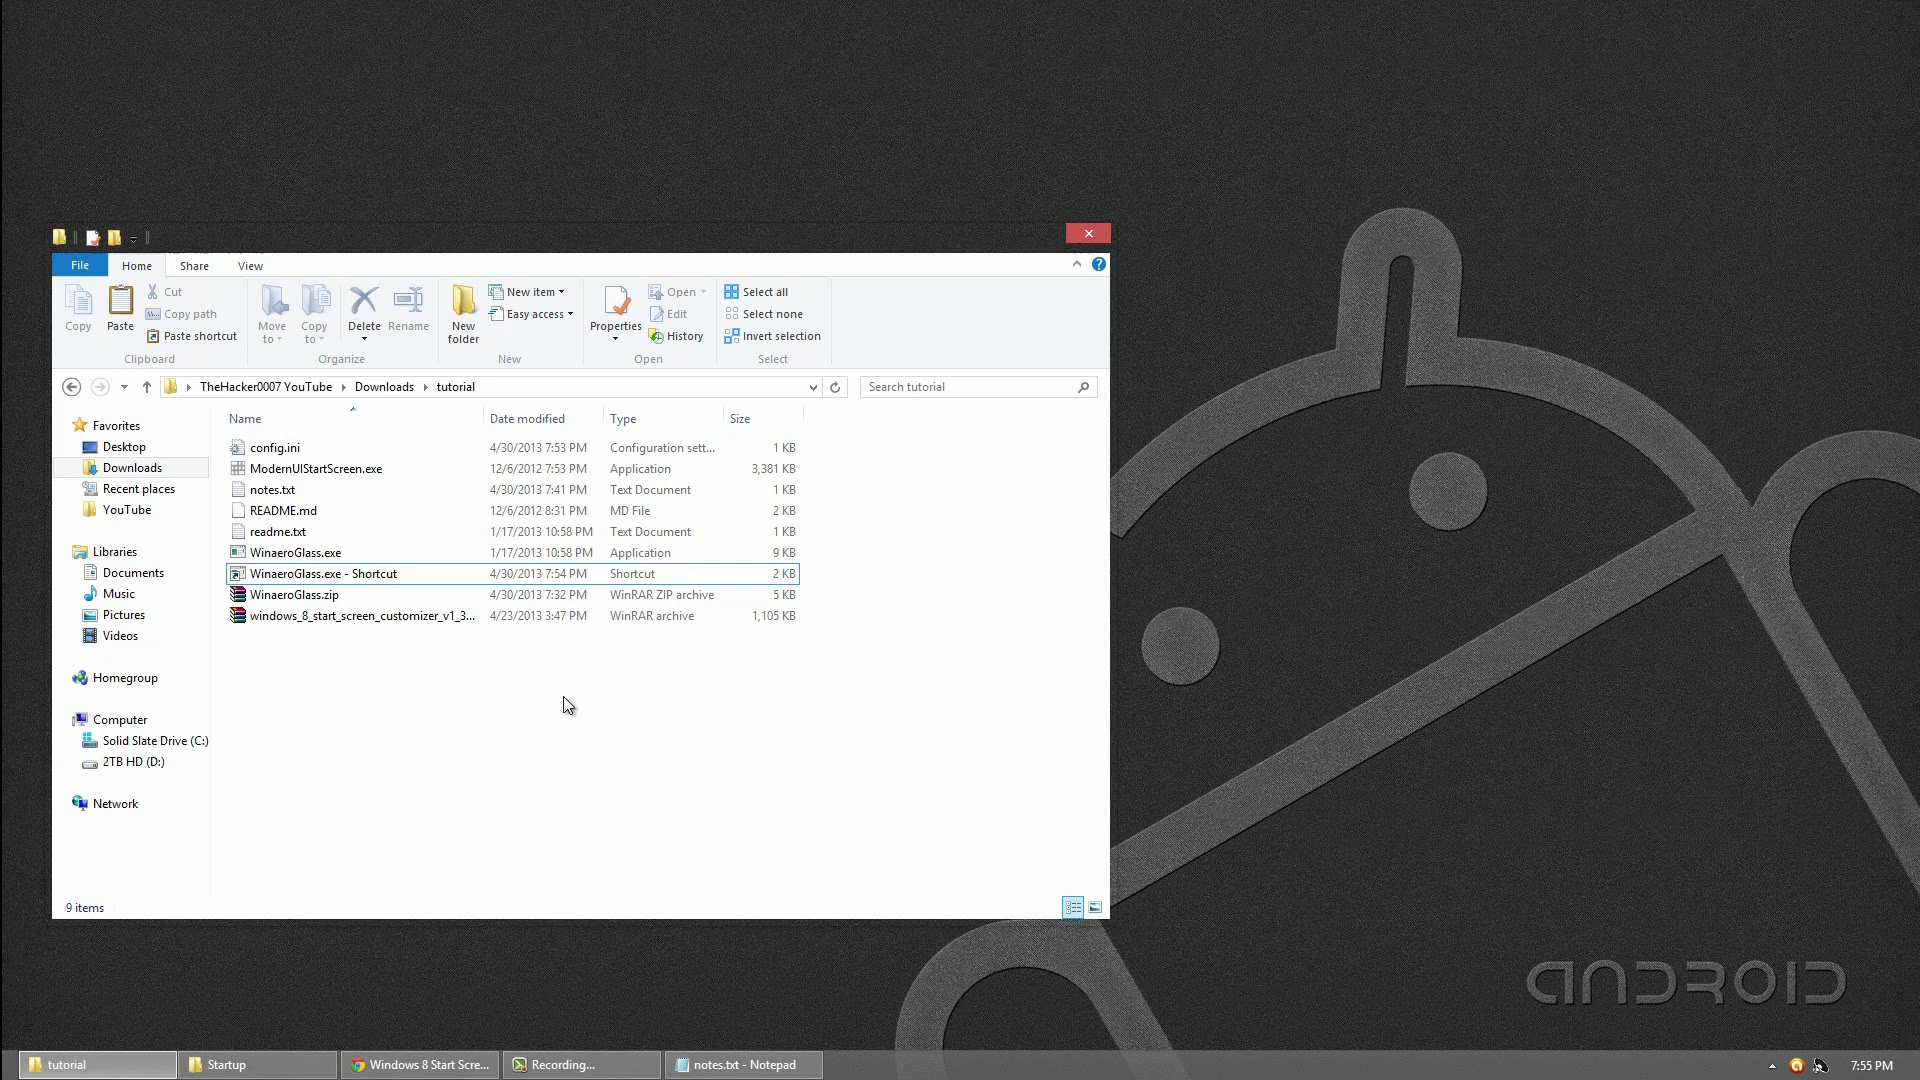 File
Home
Share
View
Copy
Paste
Cut
Copy path
Paste shortcut
Clipboard
Move to
Copy to
Delete
Rename
Organize
New folder
New item
Easy access
New
Properties
Open
Edit
History
Open
Select all
Select none
Invert selection
Select
TheHacker0007 YouTube
Downloads
tutorial
Search tutorial
Favorites
Desktop
Downloads
Recent places
YouTube
Libraries
Documents
Music
Pictures
Videos
Homegroup
Computer
Solid Slate Drive (C:)
2TB HD (D:)
Network
Name Date modified Type Size
config.ini 4/30/2013 7:53 PM Configuration sett... 1 KB
ModernUIStartScreen.exe 12/6/2012 7:53 PM Application 3,381 KB
notes.txt 4/30/2013 7:41 PM Text Document 1 KB
README.md 12/6/2012 8:31 PM MD File 2 KB
readme.txt 1/17/2013 10:58 PM Text Document 1 KB
WinaeroGlass.exe 1/17/2013 10:58 PM Application 9 KB
WinaeroGlass.exe - Shortcut 4/30/2013 7:54 PM Shortcut 2 KB
WinaeroGlass.zip 4/30/2013 7:32 PM WinRAR ZIP archive 5 KB
windows_8_start_screen_customizer_v1_3... 4/23/2013 3:47 PM WinRAR archive 1,105 KB
9 items
ANDROID
tutorial
Startup
Windows 8 Start Scre...
Recording...
notes.txt - Notepad
7:55 PM